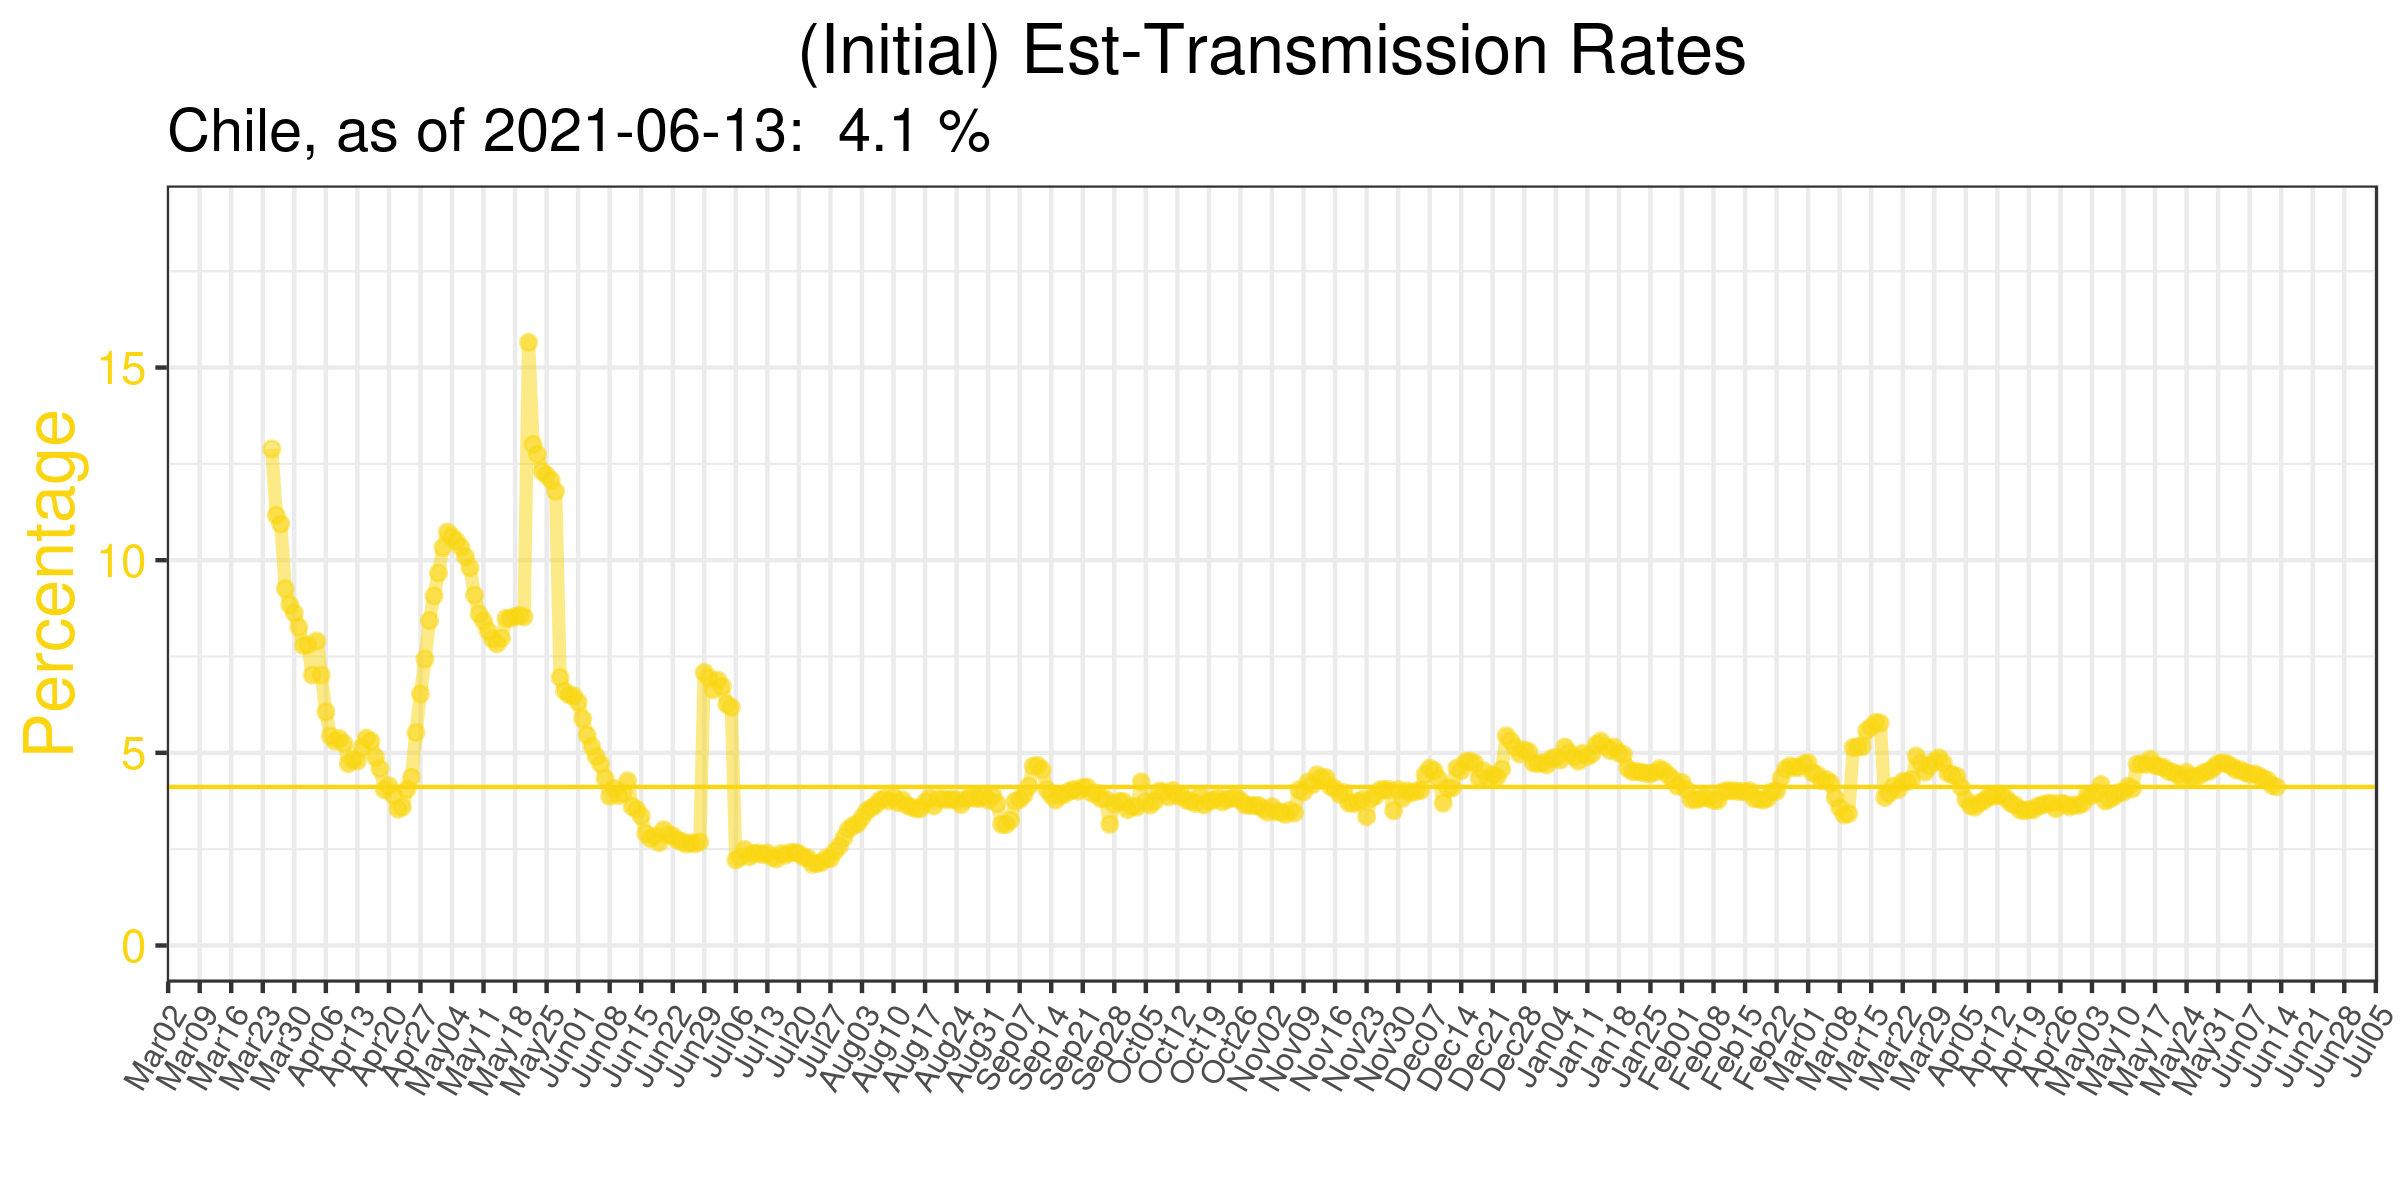 (Initial) Est-Transmission Rates
Chile, as of 2021-06-13:  4.1 %
Percentage
15
10
5
0
Mar02
Mar09
Mar16
Mar23
Mar30
Apr06
Apr13
Apr20
Apr27
May04
May11
May18
May25
Jun01
Jun08
Jun15
Jun22
Jun29
Jul06
Jul13
Jul20
Jul27
Aug03
Aug10
Aug17
Aug24
Aug31
Sep07
Sep14
Sep21
Sep28
Oct05
Oct12
Oct19
Oct26
Nov02
Nov09
Nov16
Nov23
Nov30
Dec07
Dec14
Dec21
Dec28
Jan04
Jan11
Jan18
Jan25
Feb01
Feb08
Feb15
Feb22
Mar01
Mar08
Mar15
Mar22
Mar29
Apr05
Apr12
Apr19
Apr26
May03
May10
May17
May24
May31
Jun07
Jun14
Jun21
Jun28
Jul05